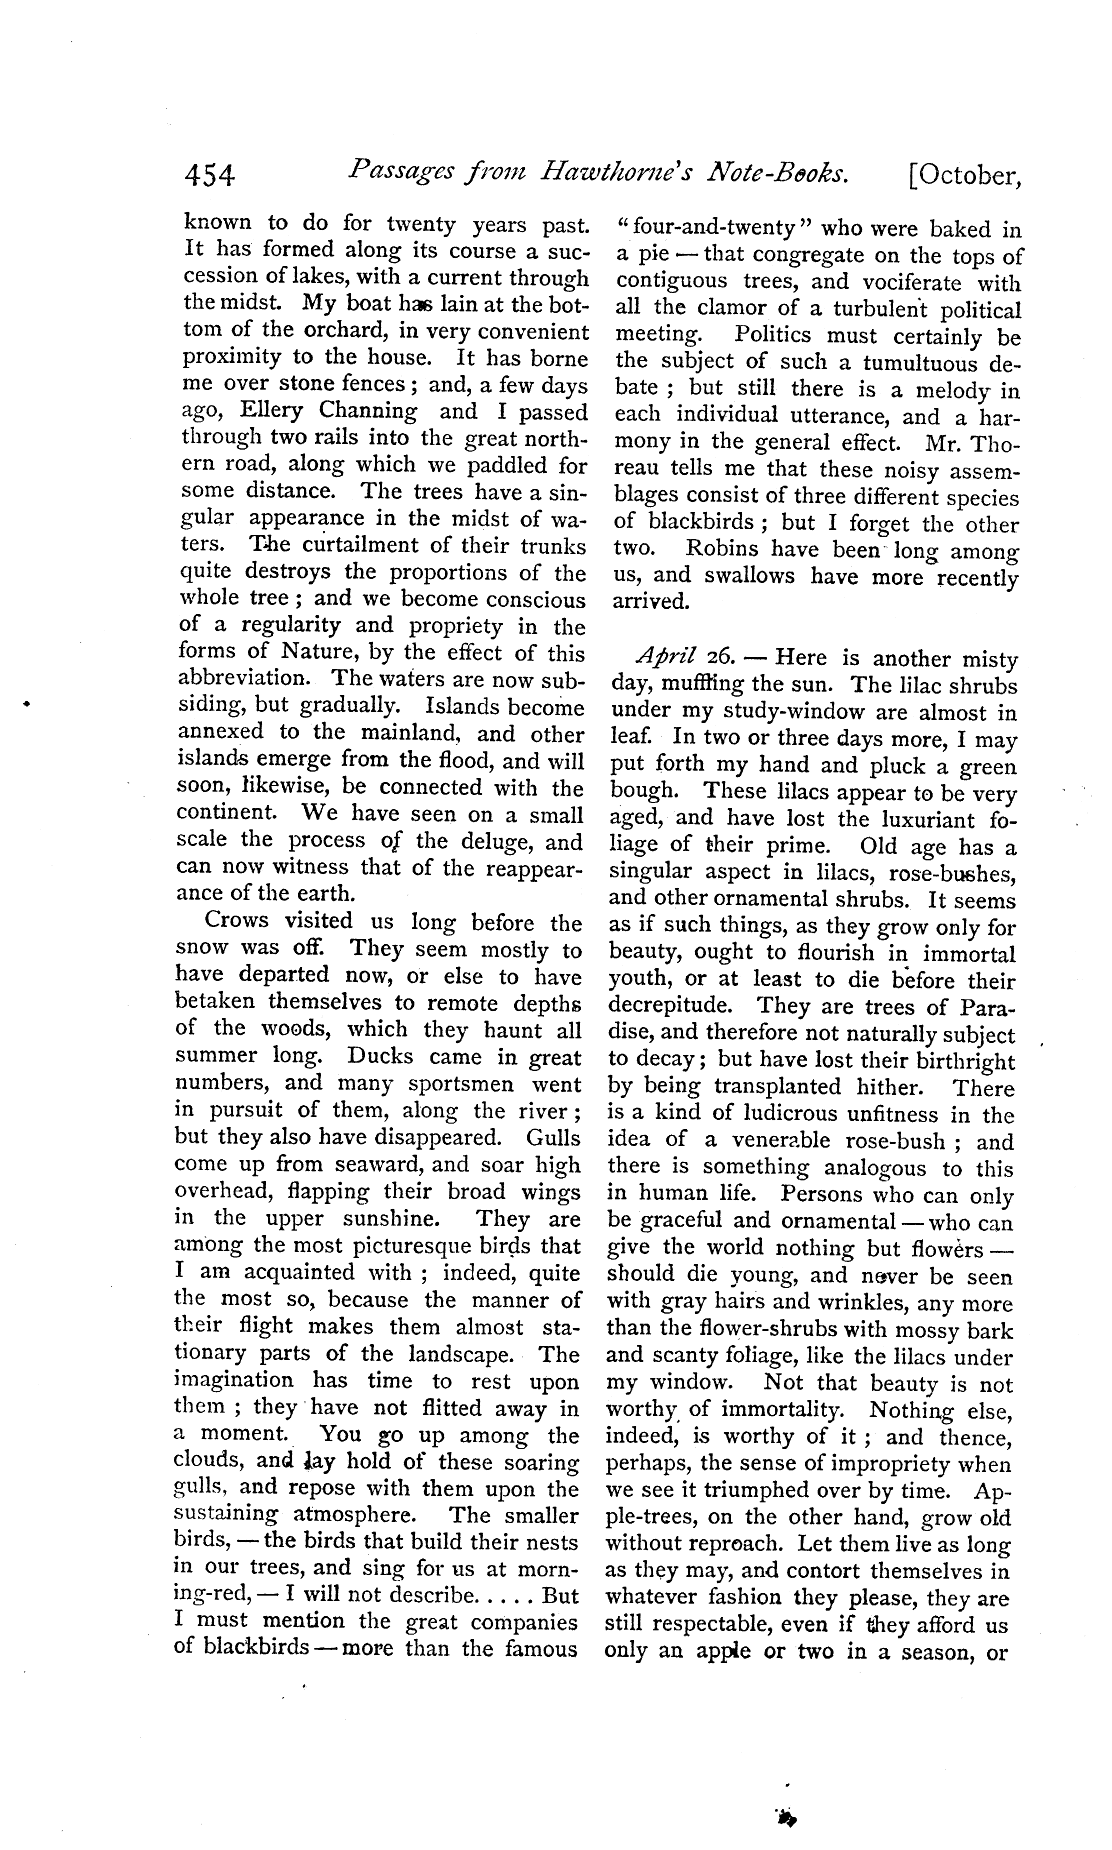 454 Passages from Hawthorne's Note-Books. [October,
known to do for twenty years past.
It has formed along its course a suc-
cession of lakes, with a current through
the midst. My boat has lain at the bot-
tom of the orchard, in very convenient
proximity to the house. It has borne
me over stone fences; and, a few days
ago, Ellery Channing and I passed
through two rails into the great north-
ern road, along which we paddled for
some distance. The trees have a sin-
gular appearance in the midst of wa-
ters. The curtailment of their trunks
quite destroys the proportions of the
whole tree; and we become conscious
of a regularity and propriety in the
forms of Nature, by the effect of this
abbreviation. The waters are now sub-
siding, but gradually. Islands become
annexed to the mainland, and other
islands emerge from the flood, and will
soon, likewise, be connected with the
continent. We have seen on a small
scale the process of the deluge, and
can now witness that of the reappear-
ance of the earth.
Crows visited us long before the
snow was off. They seem mostly to
have departed now, or else to have
betaken themselves to remote depths
of the woods, which they haunt all
summer long. Ducks came in great
numbers, and many sportsmen went
in pursuit of them, along the river;
but they also have disappeared. Gulls
come up from seaward, and soar high
overhead, flapping their broad wings
in the upper sunshine. They are
among the most picturesque birds that
I am acquainted with; indeed, quite
the most so, because the manner of
their flight makes them almost sta-
tionary parts of the landscape. The
imagination has time to rest upon
them; they have not flitted away in
a moment. You go up among the
clouds, and lay hold of these soaring
gulls, and repose with them upon the
sustaining atmosphere. The smaller
birds, — the birds that build their nests
in our trees, and sing for us at morn-
ing-red, — I will not describe. . . . . But
I must mention the great companies
of blackbirds — more than the famous
"four-and-twenty" who were baked in
a pie — that congregate on the tops of
contiguous trees, and vociferate with
all the clamor of a turbulent political
meeting. Politics must certainly be
the subject of such a tumultuous de-
bate; but still there is a melody in
each individual utterance, and a har-
mony in the general effect. Mr. Tho-
reau tells me that these noisy assem-
blages consist of three different species
of blackbirds; but I forget the other
two. Robins have been long among
us, and swallows have more recently
arrived.
April 26. — Here is another misty
day, muffling the sun. The lilac shrubs
under my study-window are almost in
leaf. In two or three days more, I may
put forth my hand and pluck a green
bough. These lilacs appear to be very
aged, and have lost the luxuriant fo-
liage of their prime. Old age has a
singular aspect in lilacs, rose-bushes,
and other ornamental shrubs. It seems
as if such things, as they grow only for
beauty, ought to flourish in immortal
youth, or at least to die before their
decrepitude. They are trees of Para-
dise, and therefore not naturally subject
to decay; but have lost their birthright
by being transplanted hither. There
is a kind of ludicrous unfitness in the
idea of a venerable rose-bush; and
there is something analogous to this
in human life. Persons who can only
be graceful and ornamental — who can
give the world nothing but flowers —
should die young, and never be seen
with gray hairs and wrinkles, any more
than the flower-shrubs with mossy bark
and scanty foliage, like the lilacs under
my window. Not that beauty is not
worthy of immortality. Nothing else,
indeed, is worthy of it; and thence,
perhaps, the sense of impropriety when
we see it triumphed over by time. Ap-
ple-trees, on the other hand, grow old
without reproach. Let them live as long
as they may, and contort themselves in
whatever fashion they please, they are
still respectable, even if they afford us
only an apple or two in a season, or